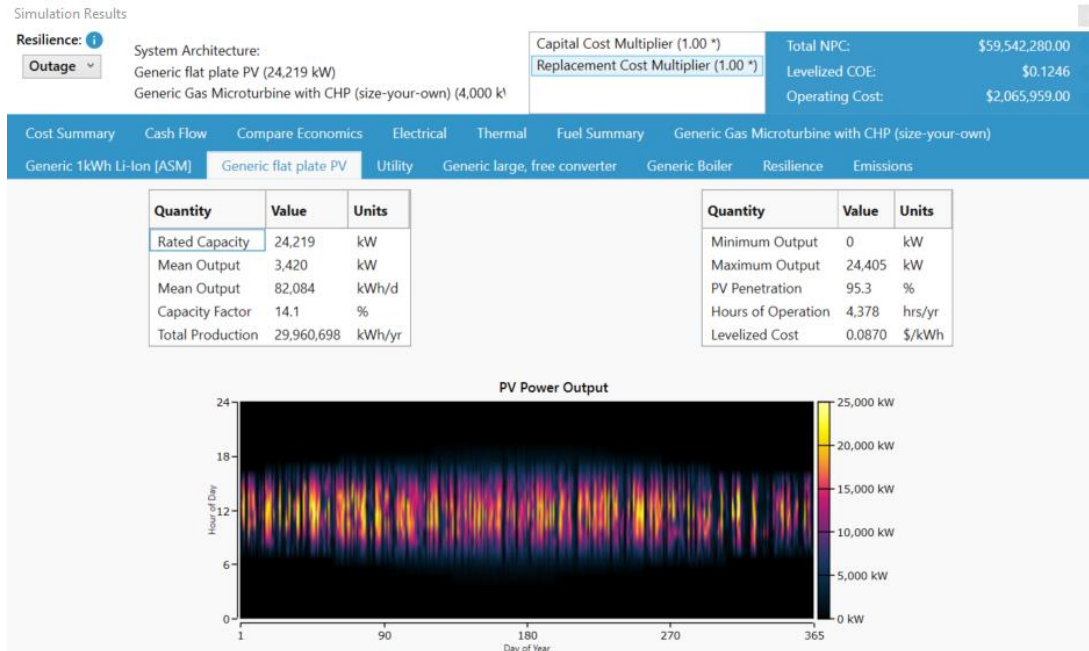 Simulation Results
Resilience:
Outage
System Architecture:
Generic flat plate PV (24,219 kW)
Generic Gas Microturbine with CHP (size-your-own) (4,000 k
Capital Cost Multiplier (1.00 *)
Replacement Cost Multiplier (1.00 *)
Total NPC: $59,542,280.00
Levelized COE: $0.1246
Operating Cost: $2,065,959.00
Cost Summary Cash Flow Compare Economics Electrical Thermal Fuel Summary Generic Gas Microturbine with CHP (size-your-own)
Generic 1kWh Li-Ion [ASM] Generic flat plate PV Utility Generic large, free converter Generic Boiler Resilience Emissions
Quantity Value Units
Rated Capacity 24,219 kW
Mean Output 3,420 kW
Mean Output 82,084 kWh/d
Capacity Factor 14.1 %
Total Production 29,960,698 kWh/yr
Quantity Value Units
Minimum Output 0 kW
Maximum Output 24,405 kW
PV Penetration 95.3 %
Hours of Operation 4,378 hrs/yr
Levelized Cost 0.0870 $/kWh
PV Power Output
Hour of Day
24
18
12
6
0
1 90 180 270 365
Day of Year
25,000 kW
20,000 kW
15,000 kW
10,000 kW
5,000 kW
0 kW